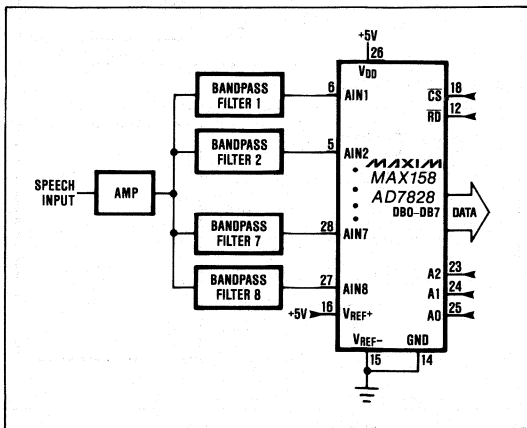 +5V
26
VDD
BANDPASS
FILTER 1
6
AIN1
CS
18
RD
12
BANDPASS
FILTER 2
5
AIN2
MAXIM
MAX158
AD7828
DB0–DB7
DATA
SPEECH
INPUT
AMP
BANDPASS
FILTER 7
28
AIN7
BANDPASS
FILTER 8
27
AIN8
A2
23
A1
24
A0
25
+5V
16
VREF+
VREF–
GND
15
14